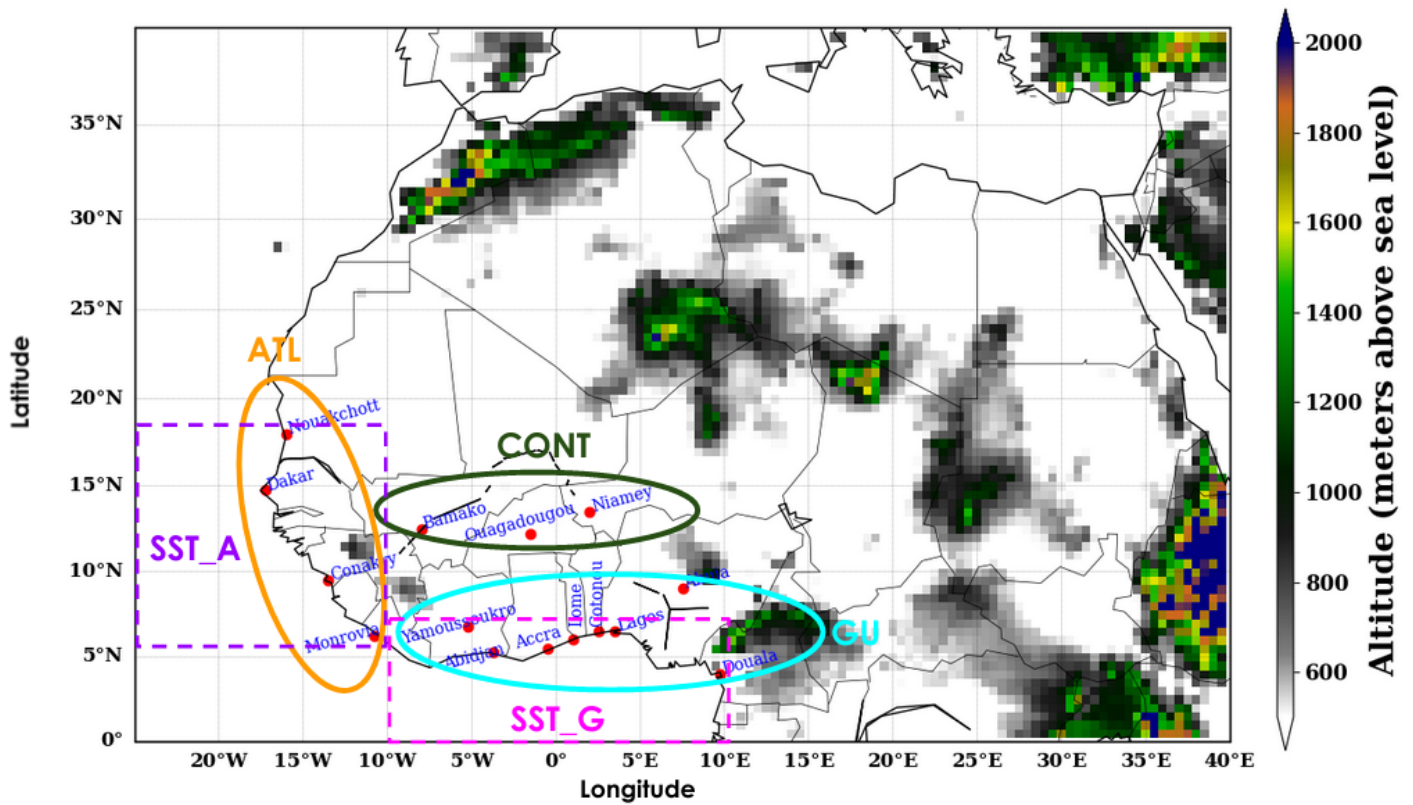 35°N
30°N
25°N
20°N
15°N
10°N
5°N
0°
Latitude
20°W
15°W
10°W
5°W
0°
5°E
10°E
15°E
20°E
25°E
30°E
35°E
40°E
Longitude
ATL
Nouakchott
CONT
Dakar
Niamey
Bamako
Ouagadougou
SST_A
Conakry
Lome
Cotonou
Yamoussoukro
Lagos
GU
Monrovia
Accra
Abidjan
Douala
SST_G
2000
1800
1600
1400
1200
1000
800
600
Altitude (meters above sea level)